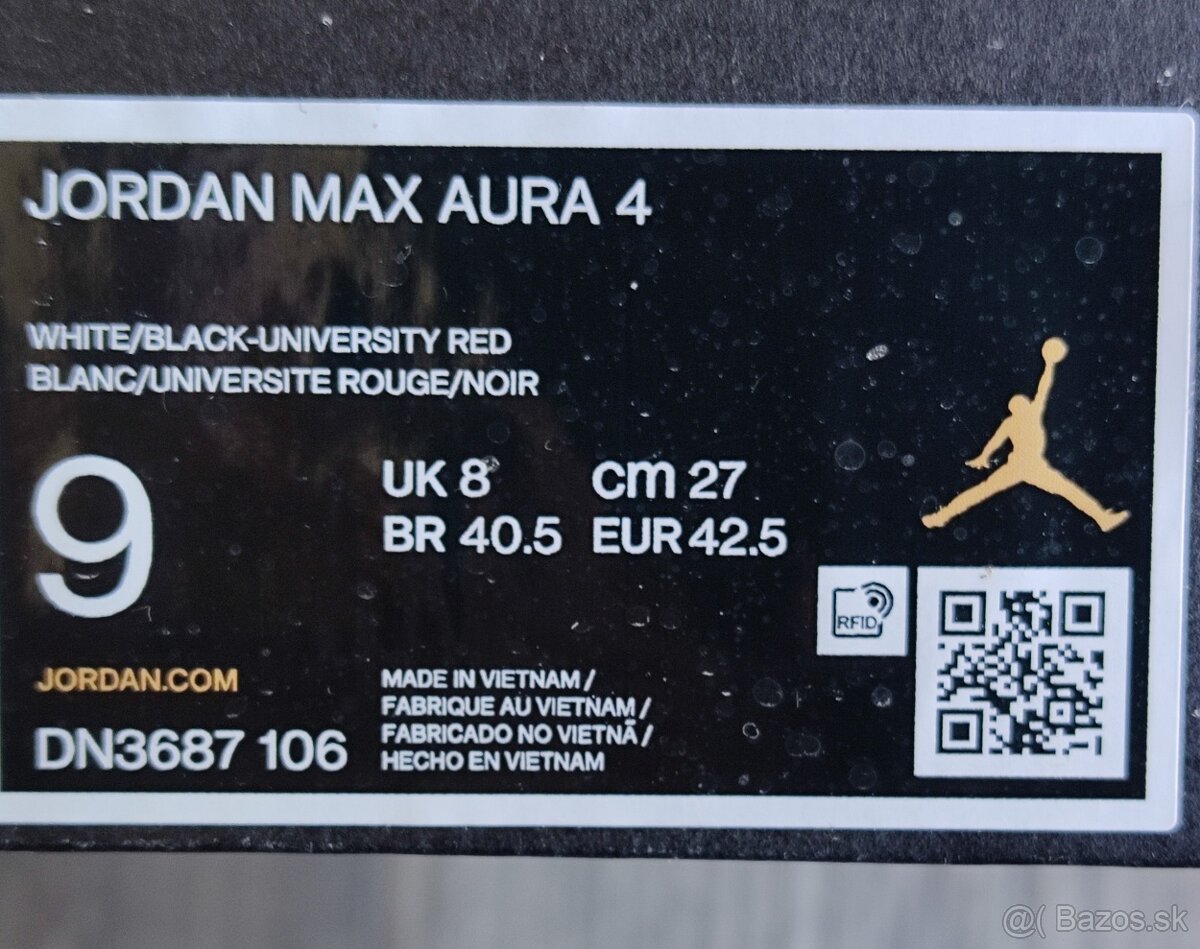 JORDAN MAX AURA 4
WHITE/BLACK-UNIVERSITY RED
BLANC/UNIVERSITE ROUGE/NOIR
9
UK 8 cm 27
BR 40.5 EUR 42.5
RFID
JORDAN.COM
DN3687 106
MADE IN VIETNAM /
FABRIQUE AU VIETNAM /
FABRICADO NO VIETNÃ /
HECHO EN VIETNAM
@( Bazos.sk